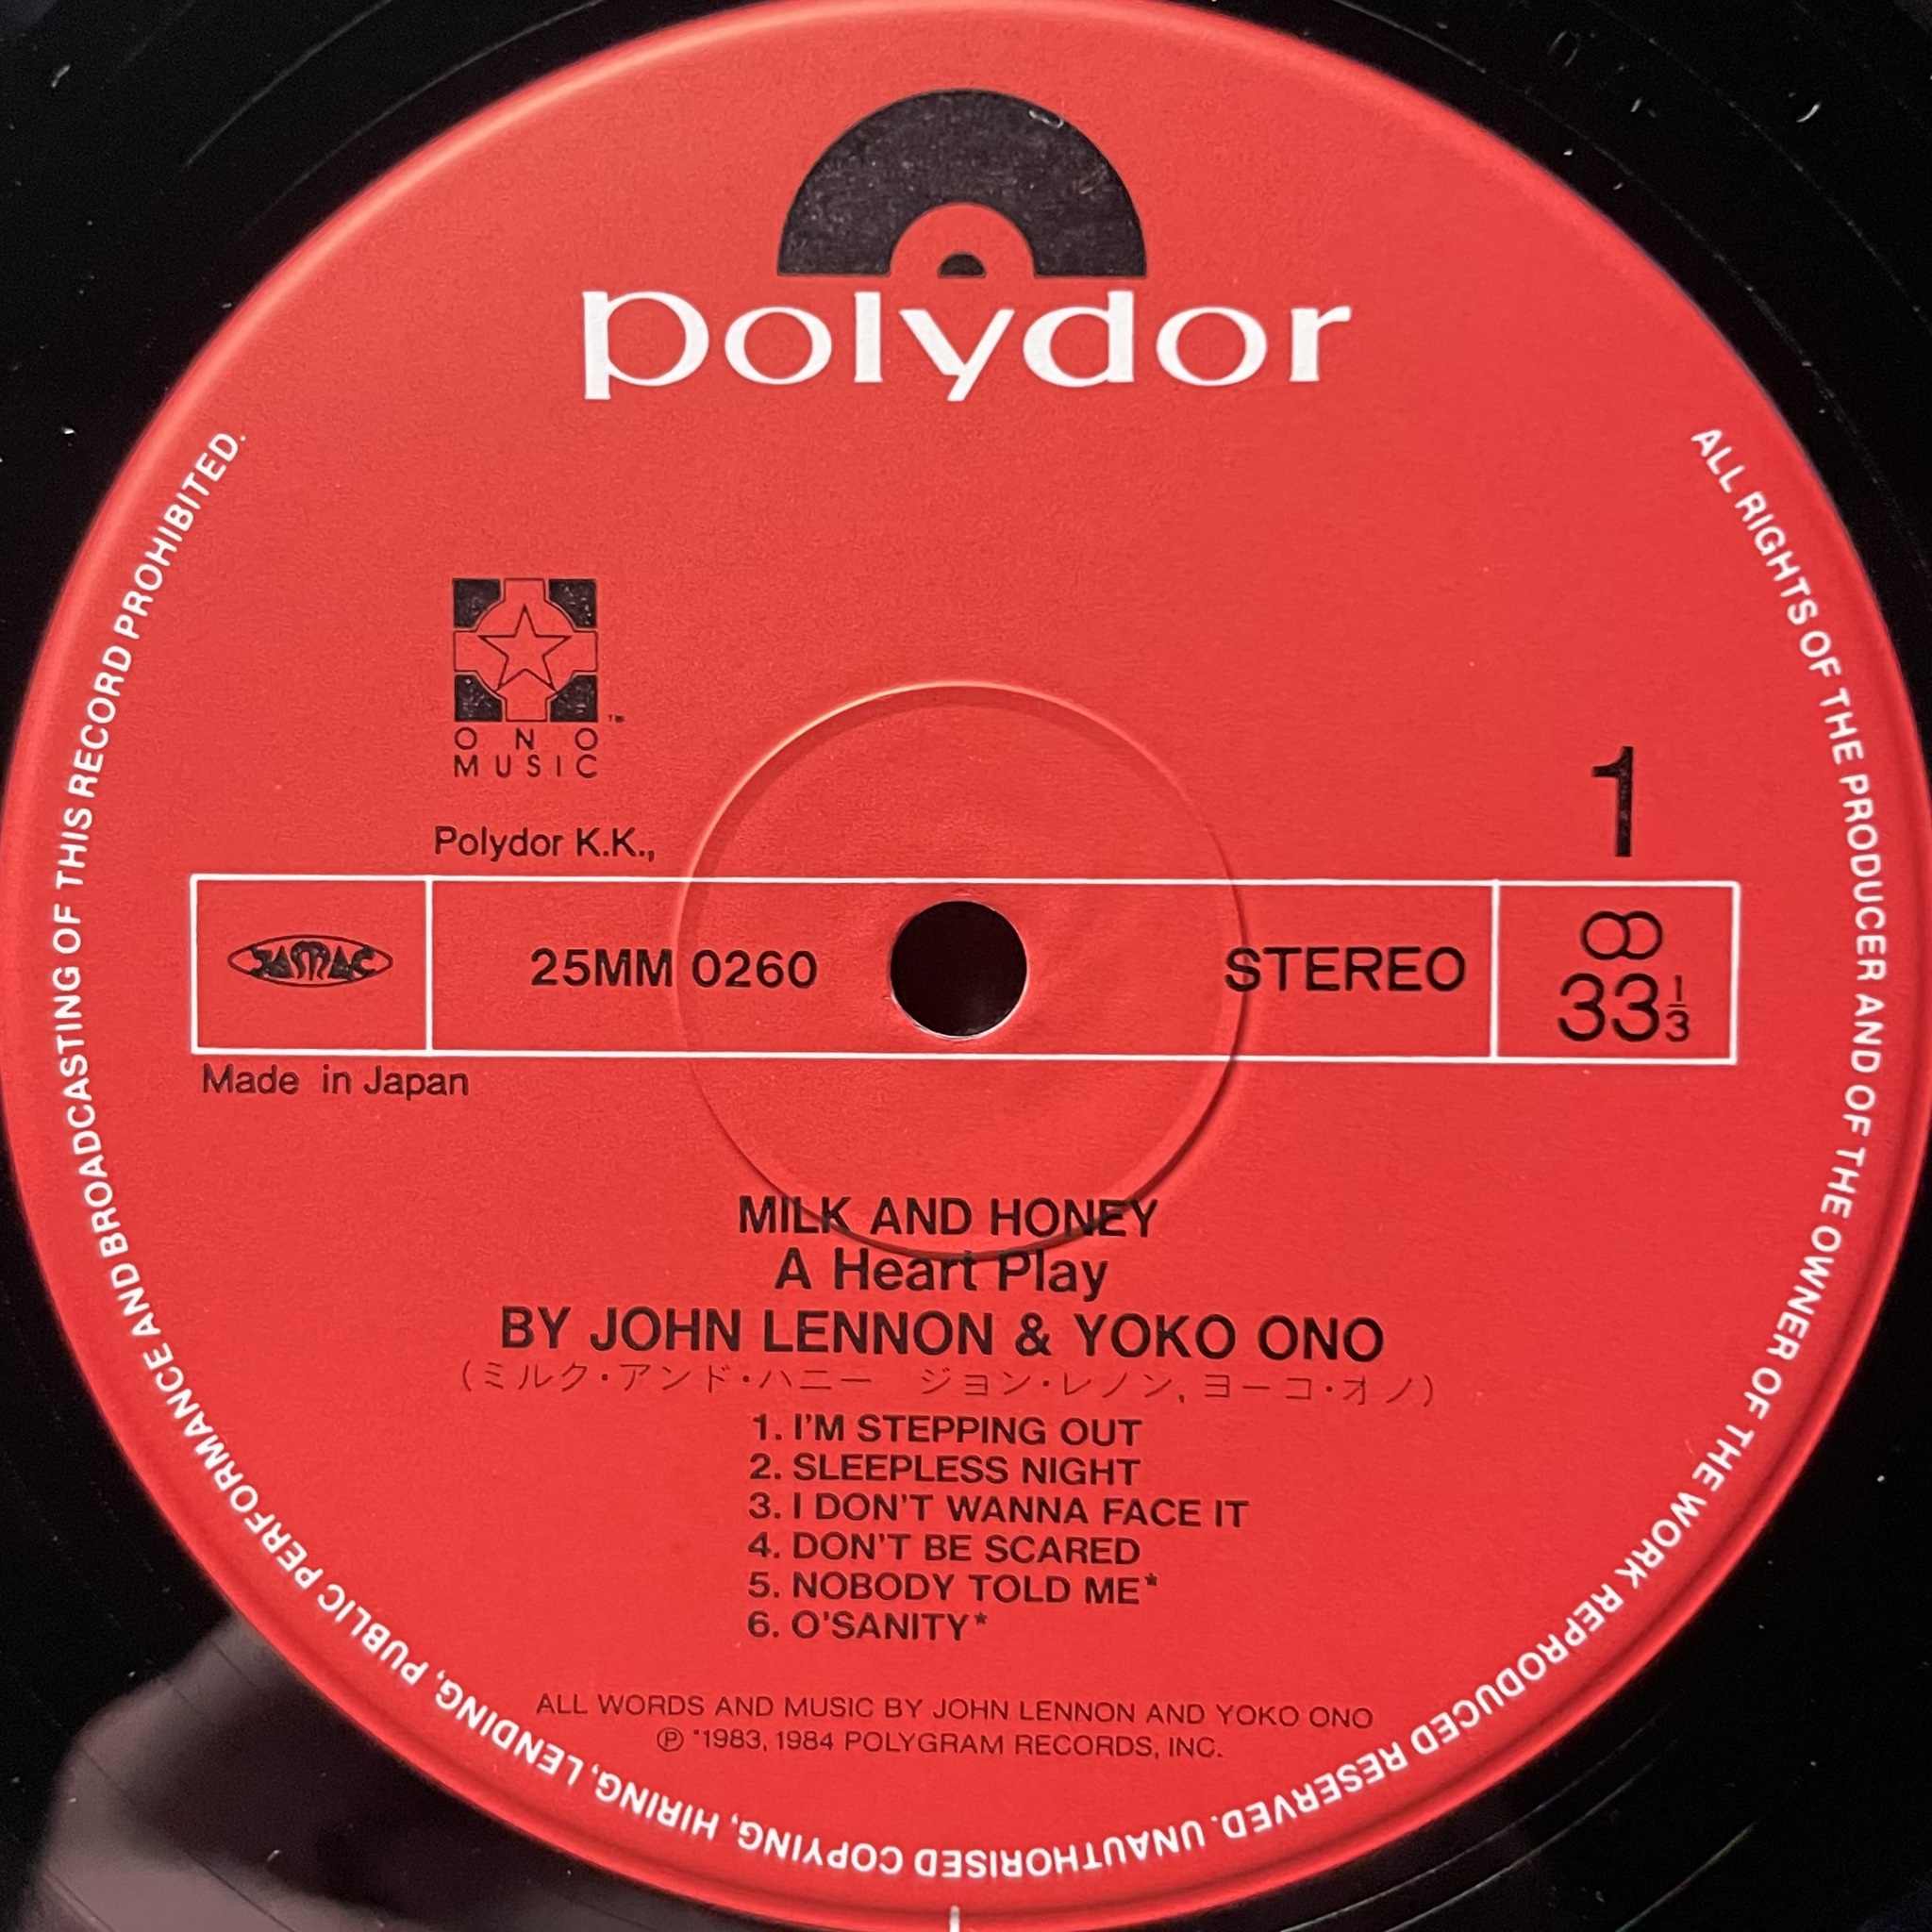 polydor
ONO
MUSIC
™
Polydor K.K.,
1
JASRAC
25MM 0260
STEREO
33 1/3
Made in Japan
MILK AND HONEY
A Heart Play
BY JOHN LENNON & YOKO ONO
(ミルク・アンド・ハニー　ジョン・レノン, ヨーコ・オノ)
1. I'M STEPPING OUT
2. SLEEPLESS NIGHT
3. I DON'T WANNA FACE IT
4. DON'T BE SCARED
5. NOBODY TOLD ME*
6. O'SANITY*
ALL WORDS AND MUSIC BY JOHN LENNON AND YOKO ONO
℗ *1983, 1984 POLYGRAM RECORDS, INC.
ALL RIGHTS OF THE PRODUCER AND OF THE OWNER OF THE WORK REPRODUCED RESERVED. UNAUTHORISED COPYING, HIRING, LENDING, PUBLIC PERFORMANCE AND BROADCASTING OF THIS RECORD PROHIBITED.